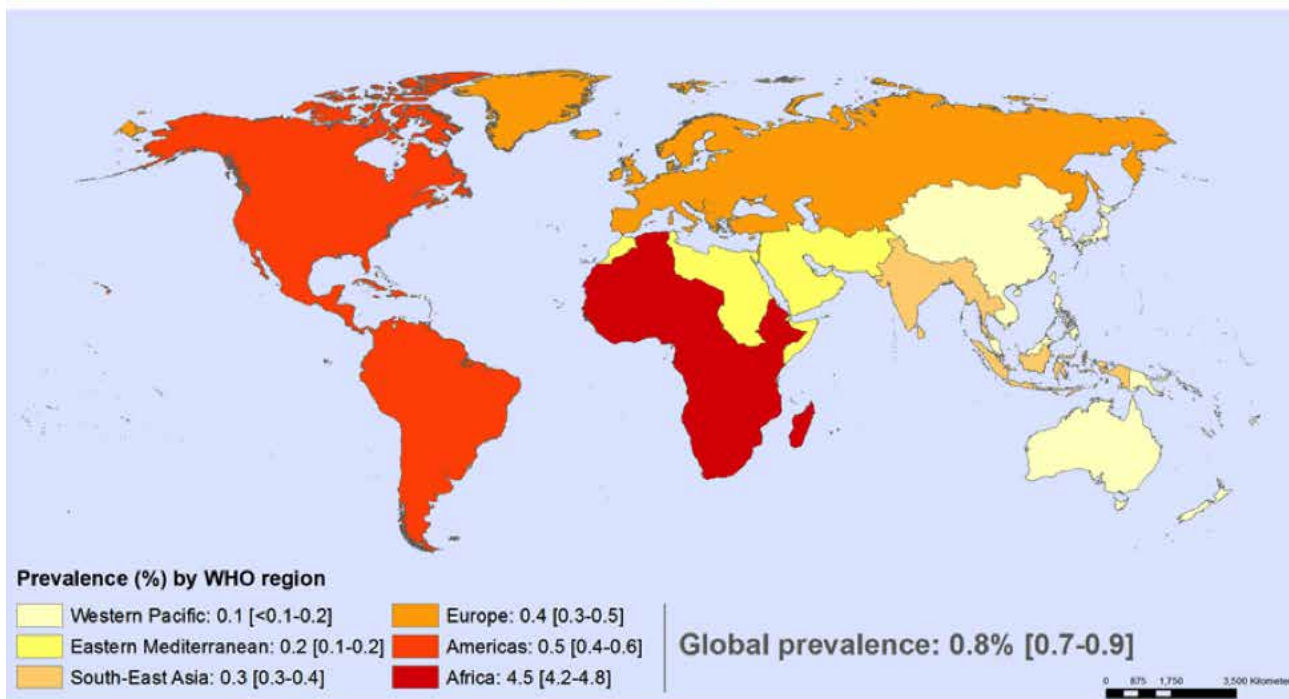 Prevalence (%) by WHO region
Western Pacific: 0.1 [<0.1-0.2]
Eastern Mediterranean: 0.2 [0.1-0.2]
South-East Asia: 0.3 [0.3-0.4]
Europe: 0.4 [0.3-0.5]
Americas: 0.5 [0.4-0.6]
Africa: 4.5 [4.2-4.8]
Global prevalence: 0.8% [0.7-0.9]
0 875 1,750 3,500 Kilomete